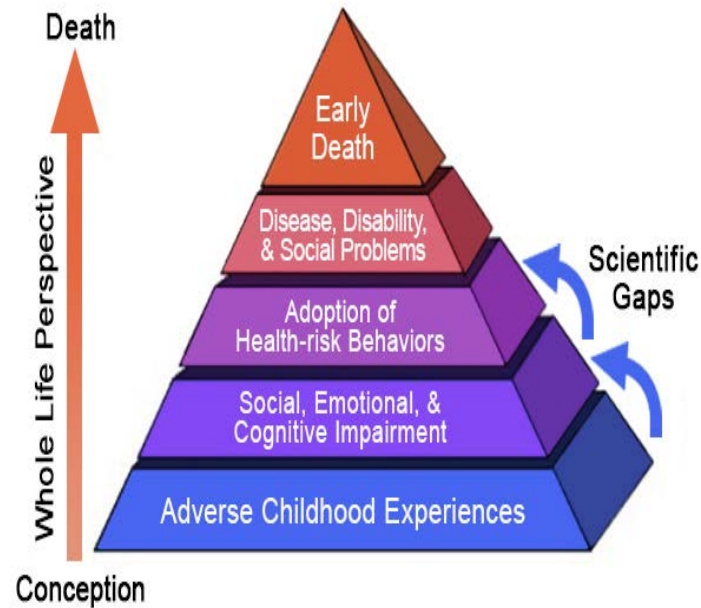 Death
Whole Life Perspective
Conception
Early
Death
Disease, Disability,
& Social Problems
Adoption of
Health-risk Behaviors
Social, Emotional, &
Cognitive Impairment
Adverse Childhood Experiences
Scientific
Gaps